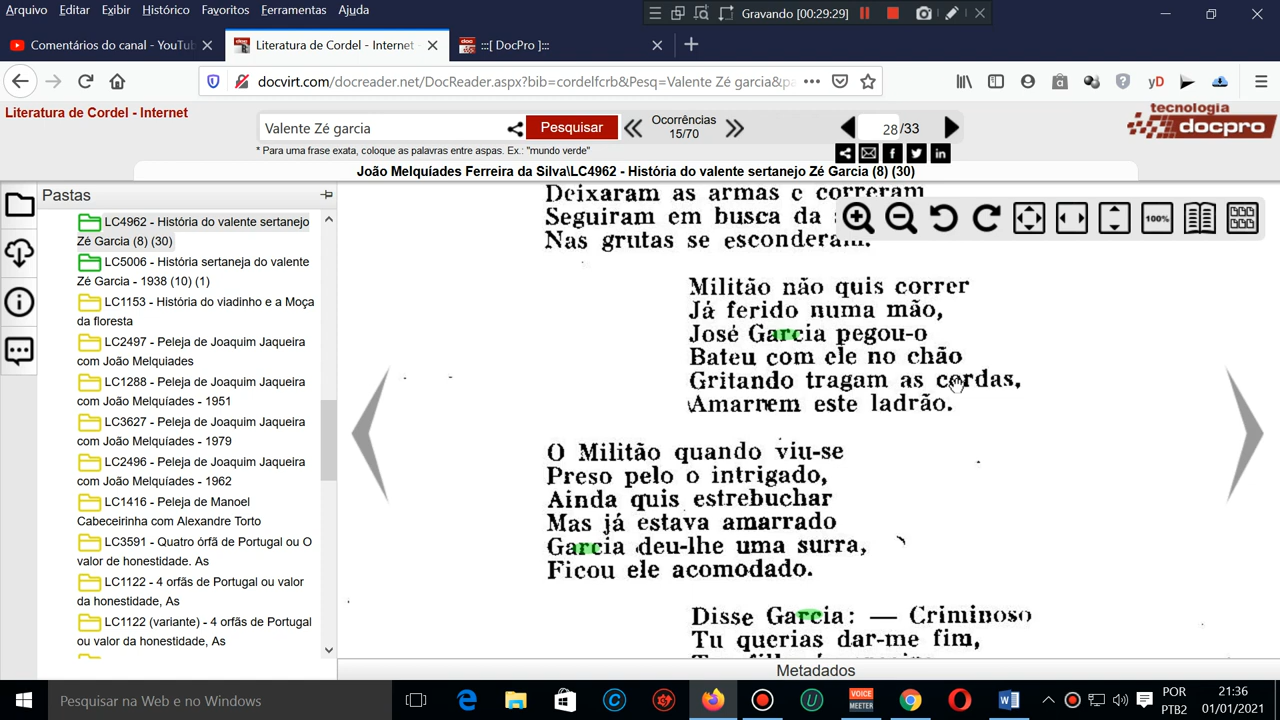 Arquivo Editar Exibir Histórico Favoritos Ferramentas Ajuda
Gravando [00:29:29]
Comentários do canal - YouTub
Literatura de Cordel - Internet -
:::[ DocPro ]:::
docvirt.com/docreader.net/DocReader.aspx?bib=cordelfcrb&Pesq=Valente Zé garcia&pa
Literatura de Cordel - Internet
Valente Zé garcia
Pesquisar
Ocorrências
15/70
28 /33
tecnologia
docpro
* Para uma frase exata, coloque as palavras entre aspas. Ex.: "mundo verde"
João Melquíades Ferreira da Silva\LC4962 - História do valente sertanejo Zé Garcia (8) (30)
Pastas
LC4962 - História do valente sertanejo
Zé Garcia (8) (30)
LC5006 - História sertaneja do valente
Zé Garcia - 1938 (10) (1)
LC1153 - História do viadinho e a Moça
da floresta
LC2497 - Peleja de Joaquim Jaqueira
com João Melquiades
LC1288 - Peleja de Joaquim Jaqueira
com João Melquíades - 1951
LC3627 - Peleja de Joaquim Jaqueira
com João Melquíades - 1979
LC2496 - Peleja de Joaquim Jaqueira
com João Melquíades - 1962
LC1416 - Peleja de Manoel
Cabeceirinha com Alexandre Torto
LC3591 - Quatro órfã de Portugal ou O
valor de honestidade. As
LC1122 - 4 orfãs de Portugal ou valor
da honestidade, As
LC1122 (variante) - 4 orfas de Portugal
ou valor da honestidade, As
100%
Deixaram as armas e correram
Seguiram em busca da
Nas grutas se esconderam.
Militão não quis correr
Já ferido numa mão,
José Garcia pegou-o
Bateu com ele no chão
Gritando tragam as cordas,
Amarrem este ladrão.
O Militão quando viu-se
Preso pelo o intrigado,
Ainda quis estrebuchar
Mas já estava amarrado
Garcia deu-lhe uma surra,
Ficou ele acomodado.
Disse Garcia: — Criminoso
Tu querias dar-me fim,
Metadados
Pesquisar na Web e no Windows
VOICE
MEETER
POR
PTB2
21:36
01/01/2021